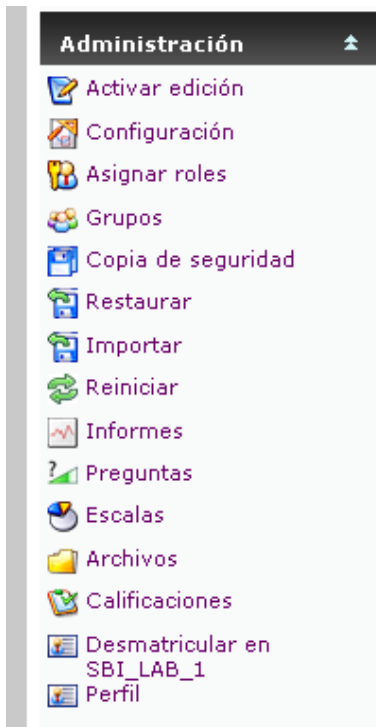 Administración
Activar edición
Configuración
Asignar roles
Grupos
Copia de seguridad
Restaurar
Importar
Reiniciar
Informes
Preguntas
Escalas
Archivos
Calificaciones
Desmatricular en
SBI_LAB_1
Perfil